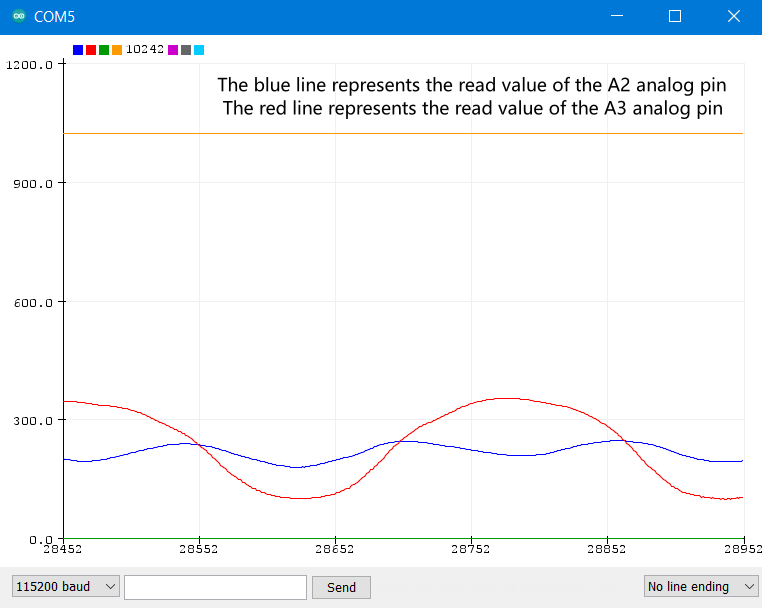 COM5
10242
The blue line represents the read value of the A2 analog pin
The red line represents the read value of the A3 analog pin
1200.0
900.0
600.0
300.0
0.0
28452 28552 28652 28752 28852 28952
115200 baud Send No line ending